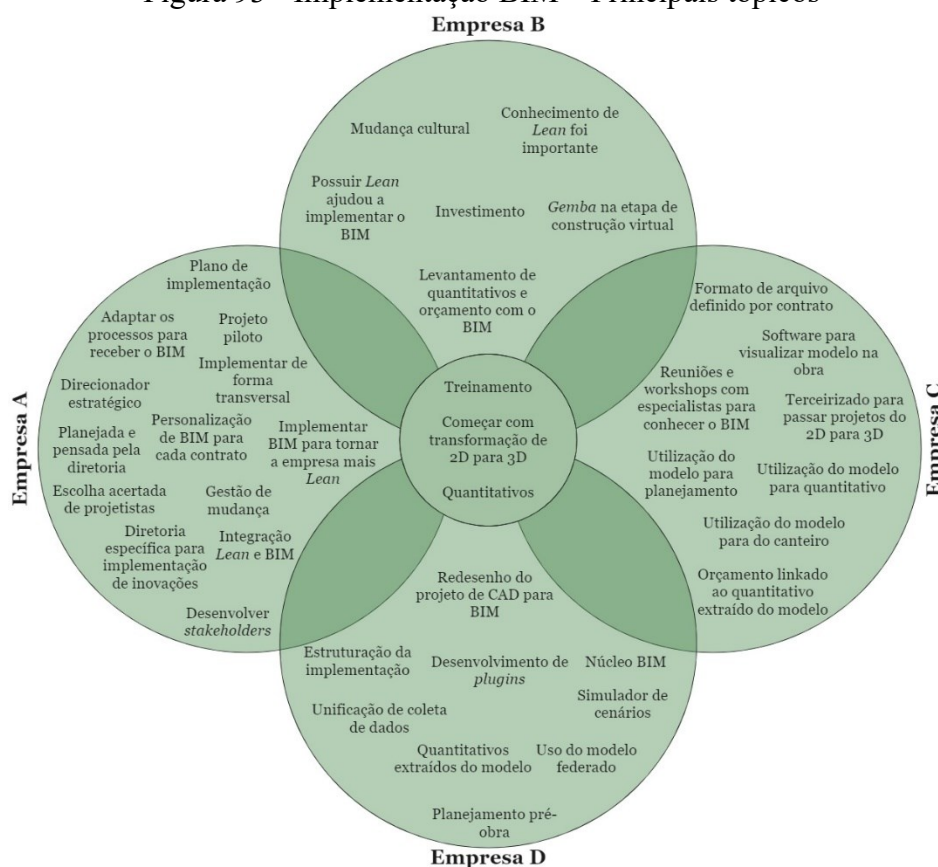 Figura 93 - Implementação BIM - Principais tópicos
Empresa B
Mudança cultural
Conhecimento de
Lean foi
importante
Possuir Lean
ajudou a
implementar o
BIM
Investimento
Gemba na etapa de
construção virtual
Levantamento de
quantitativos e
orçamento com o
BIM
Empresa A
Plano de
implementação
Adaptar os
processos para
receber o BIM
Projeto
piloto
Implementar de
forma
transversal
Direcionador
estratégico
Personalização
de BIM para
cada contrato
Implementar
BIM para tornar
a empresa mais
Lean
Planejada e
pensada pela
diretoria
Escolha acertada
de projetistas
Gestão de
mudança
Diretoria
específica para
implementação
de inovações
Integração
Lean e BIM
Desenvolver
stakeholders
Treinamento
Começar com
transformação de
2D para 3D
Quantitativos
Empresa C
Formato de arquivo
definido por contrato
Software para
visualizar modelo na
obra
Reuniões e
workshops com
especialistas para
conhecer o BIM
Terceirizado para
passar projetos do
2D para 3D
Utilização do
modelo para
planejamento
Utilização do modelo
para quantitativo
Utilização do modelo
para do canteiro
Orçamento linkado
ao quantitativo
extraído do modelo
Redesenho do
projeto de CAD para
BIM
Estruturação da
implementação
Desenvolvimento de
plugins
Núcleo BIM
Simulador de
cenários
Unificação de coleta
de dados
Quantitativos
extraídos do modelo
Uso do modelo
federado
Planejamento pré-
obra
Empresa D